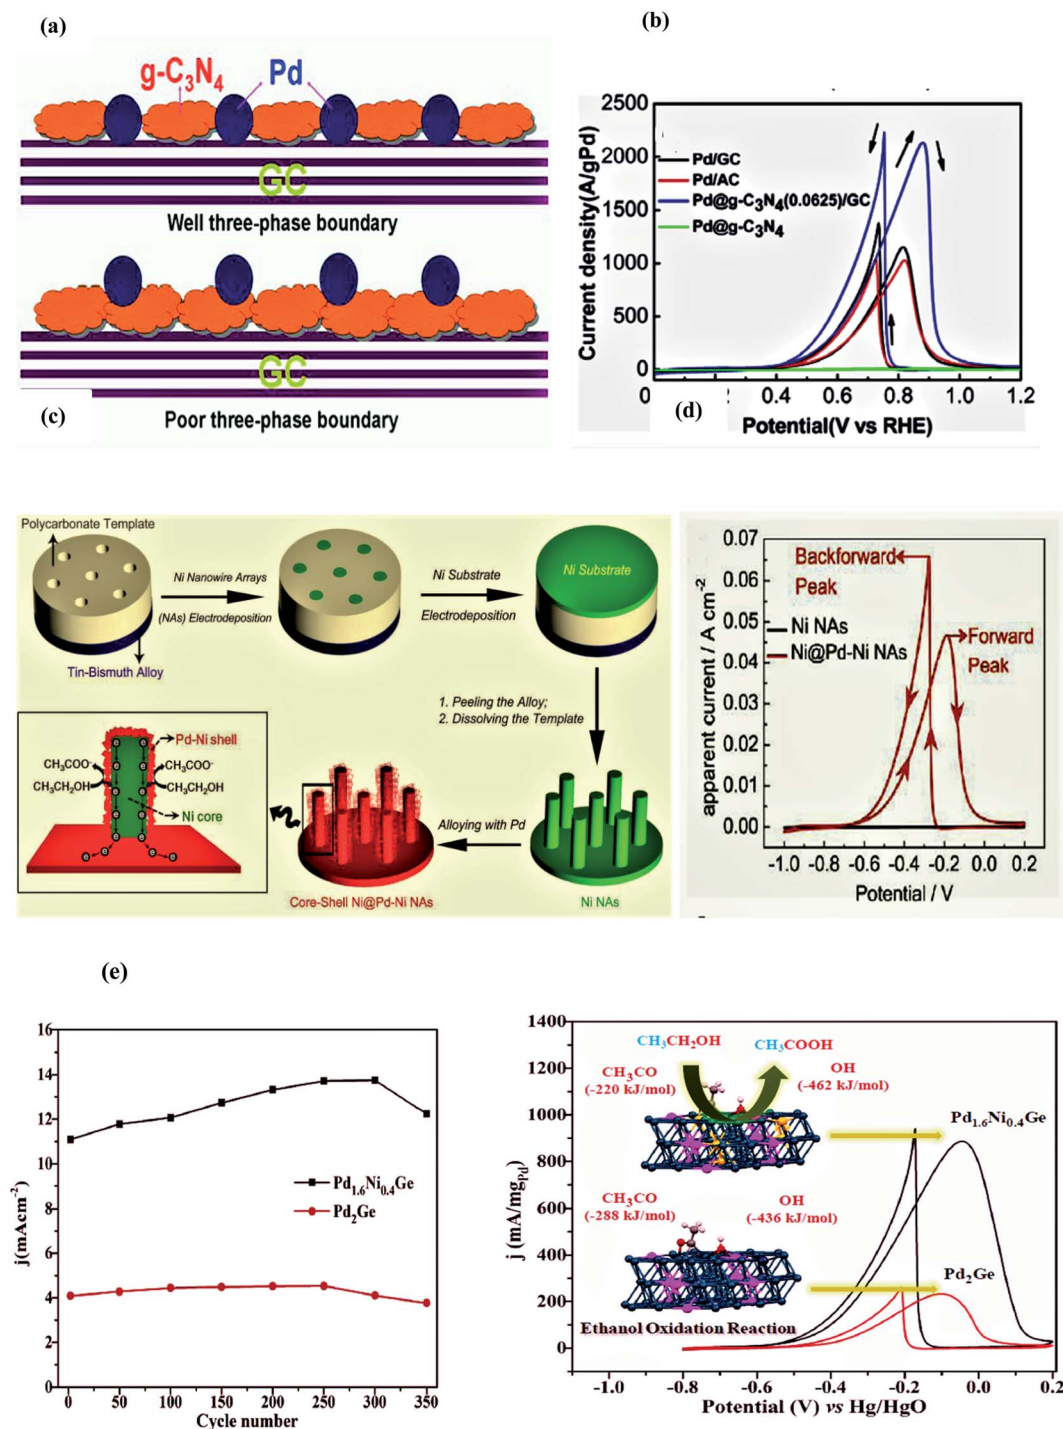 (a)
g-C₃N₄
Pd
GC
Well three-phase boundary
GC
Poor three-phase boundary
(b)
2500
2000
1500
1000
500
0
Current density(A/gPd)
Pd/GC
Pd/AC
Pd@g-C₃N₄(0.0625)/GC
Pd@g-C₃N₄
0 2 0.4 0.6 0.8 1.0 1.2
Potential(V vs RHE)
(c)
Polycarbonate Template
Tin-Bismuth Alloy
Ni Nanowire Arrays
(NAs) Electrodeposition
Ni Substrate
Electrodeposition
Ni Substrate
1. Peeling the Alloy;
2. Dissolving the Template
Ni NAs
Alloying with Pd
Core-Shell Ni@Pd-Ni NAs
Pd-Ni shell
CH₃COO⁻
CH₃COO⁻
CH₃CH₂OH
CH₃CH₂OH
Ni core
e e e e e e e e e e e e
(d)
0.07
0.06
0.05
0.04
0.03
0.02
0.01
0.00
apparent current / A cm⁻²
Backforward
Peak
Ni NAs
Ni@Pd-Ni NAs
Forward
Peak
-1.0 -0.8 -0.6 -0.4 -0.2 0.0 0.2
Potential / V
(e)
16
14
12
10
8
6
4
2
0
j(mAcm⁻²)
Pd₁.₆Ni₀.₄Ge
Pd₂Ge
0 50 100 150 200 250 300 350
Cycle number
1400
1200
1000
800
600
400
200
0
j (mA/mgPd)
CH₃CH₂OH
CH₃COOH
CH₃CO
(-220 kJ/mol)
OH
(-462 kJ/mol)
Pd₁.₆Ni₀.₄Ge
CH₃CO
(-288 kJ/mol)
OH
(-436 kJ/mol)
Pd₂Ge
Ethanol Oxidation Reaction
-1.0 -0.8 -0.6 -0.4 -0.2 0.0 0.2
Potential (V) vs Hg/HgO